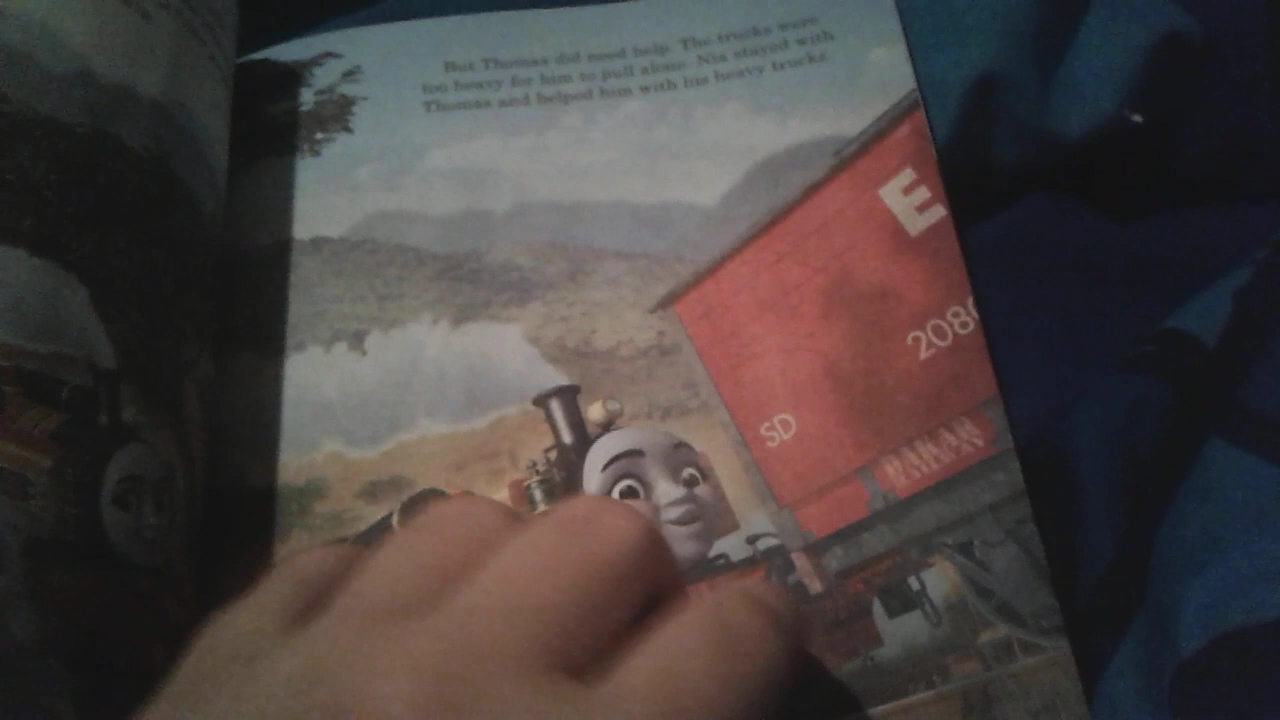 But Thomas did need help. The trucks were
too heavy for him to pull alone. Nia stayed with
Thomas and helped him with his heavy trucks.
E
208
SD